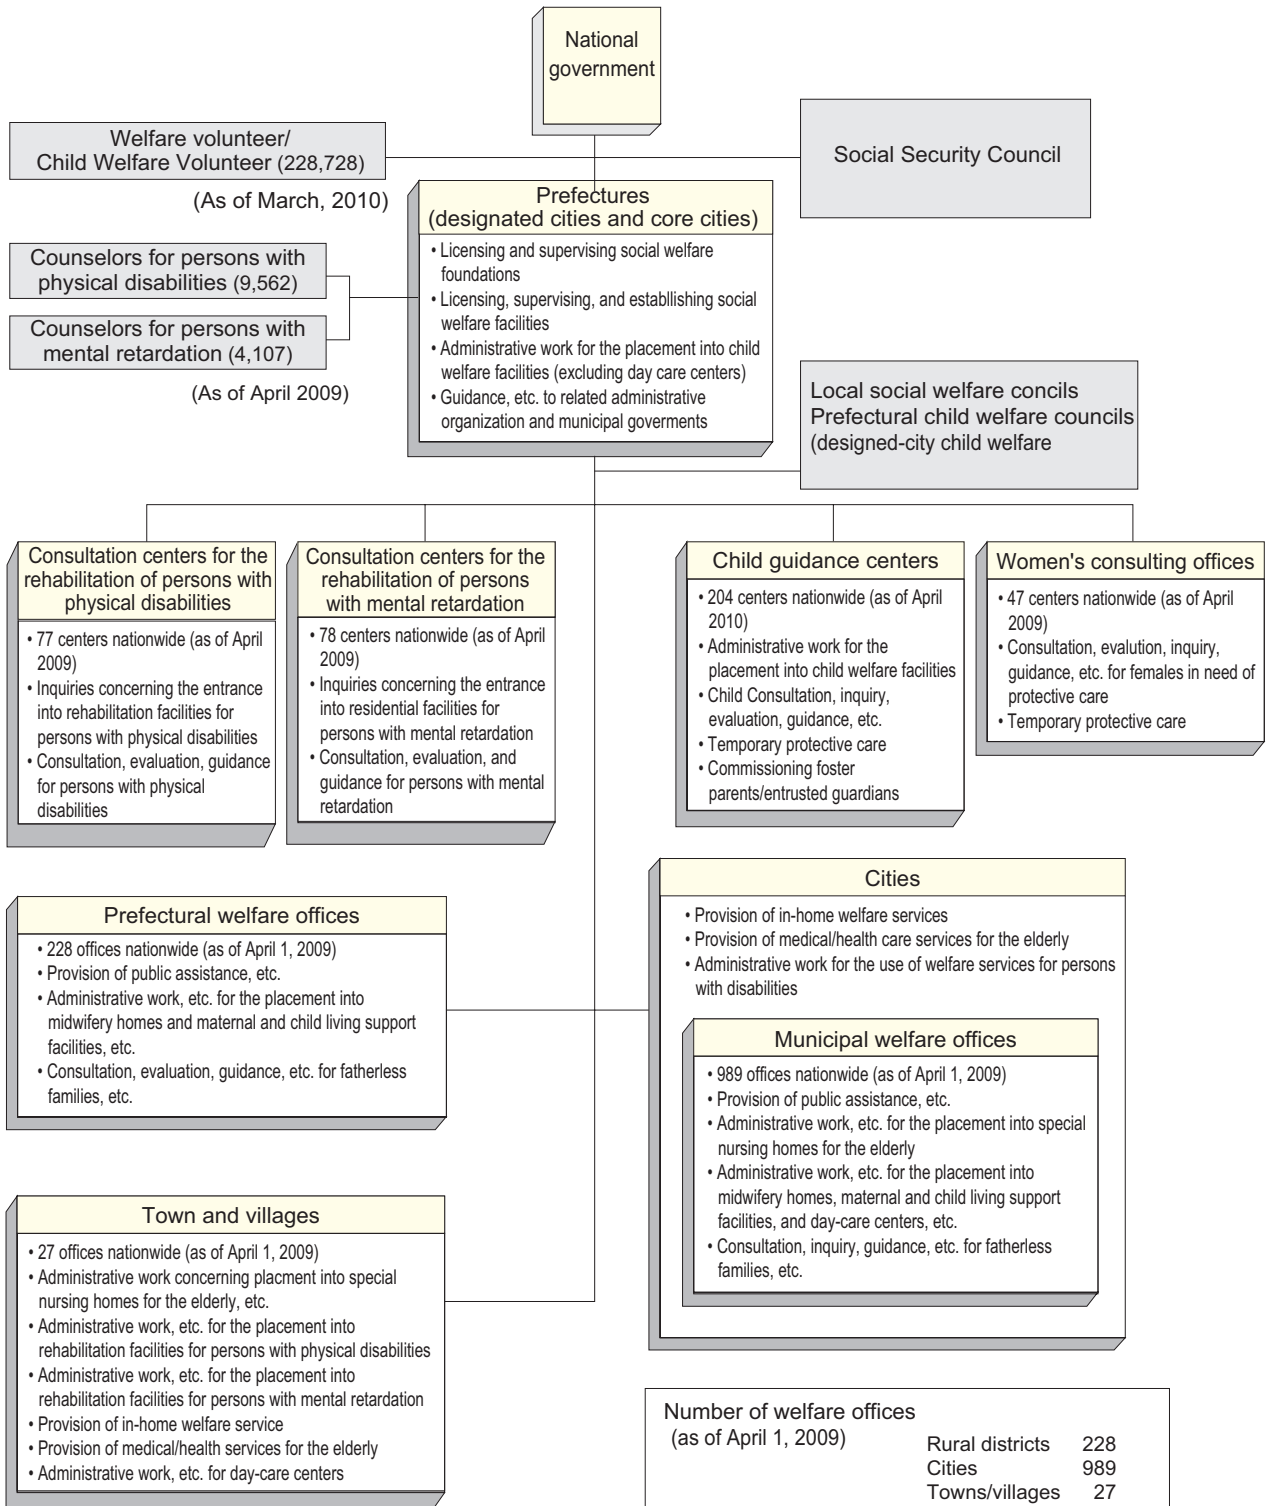 National
government
Welfare volunteer/
Child Welfare Volunteer (228,728)
(As of March, 2010)
Social Security Council
Prefectures
(designated cities and core cities)
• Licensing and supervising social welfare
foundations
• Licensing, supervising, and establlishing social
welfare facilities
• Administrative work for the placement into child
welfare facilities (excluding day care centers)
• Guidance, etc. to related administrative
organization and municipal goverments
Counselors for persons with
physical disabilities (9,562)
Counselors for persons with
mental retardation (4,107)
(As of April 2009)
Local social welfare concils
Prefectural child welfare councils
(designed-city child welfare
Consultation centers for the
rehabilitation of persons with
physical disabilities
• 77 centers nationwide (as of April
2009)
• Inquiries concerning the entrance
into rehabilitation facilities for
persons with physical disabilities
• Consultation, evaluation, guidance
for persons with physical
disabilities
Consultation centers for the
rehabilitation of persons
with mental retardation
• 78 centers nationwide (as of April
2009)
• Inquiries concerning the entrance
into residential facilities for
persons with mental retardation
• Consultation, evaluation, and
guidance for persons with mental
retardation
Child guidance centers
• 204 centers nationwide (as of April
2010)
• Administrative work for the
placement into child welfare facilities
• Child Consultation, inquiry,
evaluation, guidance, etc.
• Temporary protective care
• Commissioning foster
parents/entrusted guardians
Women's consulting offices
• 47 centers nationwide (as of April
2009)
• Consultation, evalution, inquiry,
guidance, etc. for females in need of
protective care
• Temporary protective care
Prefectural welfare offices
• 228 offices nationwide (as of April 1, 2009)
• Provision of public assistance, etc.
• Administrative work, etc. for the placement into
midwifery homes and maternal and child living support
facilities, etc.
• Consultation, evaluation, guidance, etc. for fatherless
families, etc.
Cities
• Provision of in-home welfare services
• Provision of medical/health care services for the elderly
• Administrative work for the use of welfare services for persons
with disabilities
Municipal welfare offices
• 989 offices nationwide (as of April 1, 2009)
• Provision of public assistance, etc.
• Administrative work, etc. for the placement into special
nursing homes for the elderly
• Administrative work, etc. for the placement into
midwifery homes, maternal and child living support
facilities, and day-care centers, etc.
• Consultation, inquiry, guidance, etc. for fatherless
families, etc.
Town and villages
• 27 offices nationwide (as of April 1, 2009)
• Administrative work concerning placment into special
nursing homes for the elderly, etc.
• Administrative work, etc. for the placement into
rehabilitation facilities for persons with physical disabilities
• Administrative work, etc. for the placement into
rehabilitation facilities for persons with mental retardation
• Provision of in-home welfare service
• Provision of medical/health services for the elderly
• Administrative work, etc. for day-care centers
Number of welfare offices
(as of April 1, 2009)
Rural districts 228
Cities 989
Towns/villages 27